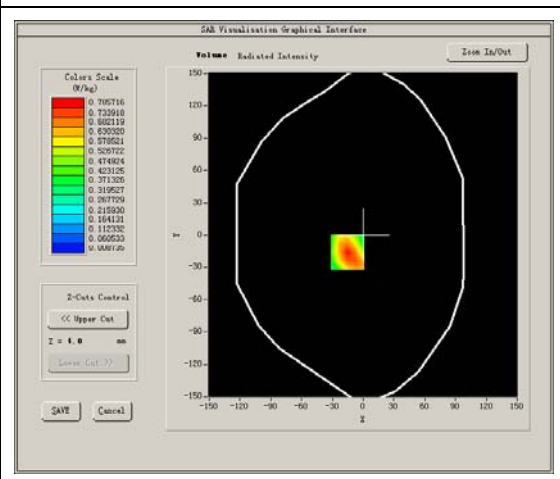 SAR Visualisation Graphical Interface
Volume Radiated Intensity
Zoom In/Out
Colors Scale
(W/kg)
0.785716
0.733918
0.682119
0.630320
0.578521
0.526722
0.474924
0.423125
0.371326
0.319527
0.267729
0.215930
0.164131
0.112332
0.060533
0.008735
150
120
90
60
30
0
-30
-60
-90
-120
-150
Y
-150 -120 -90 -60 -30 0 30 60 90 120 150
X
Z-Cuts Control
<< Upper Cut
Z = 4.0 mm
Lower Cut >>
SAVE
Cancel